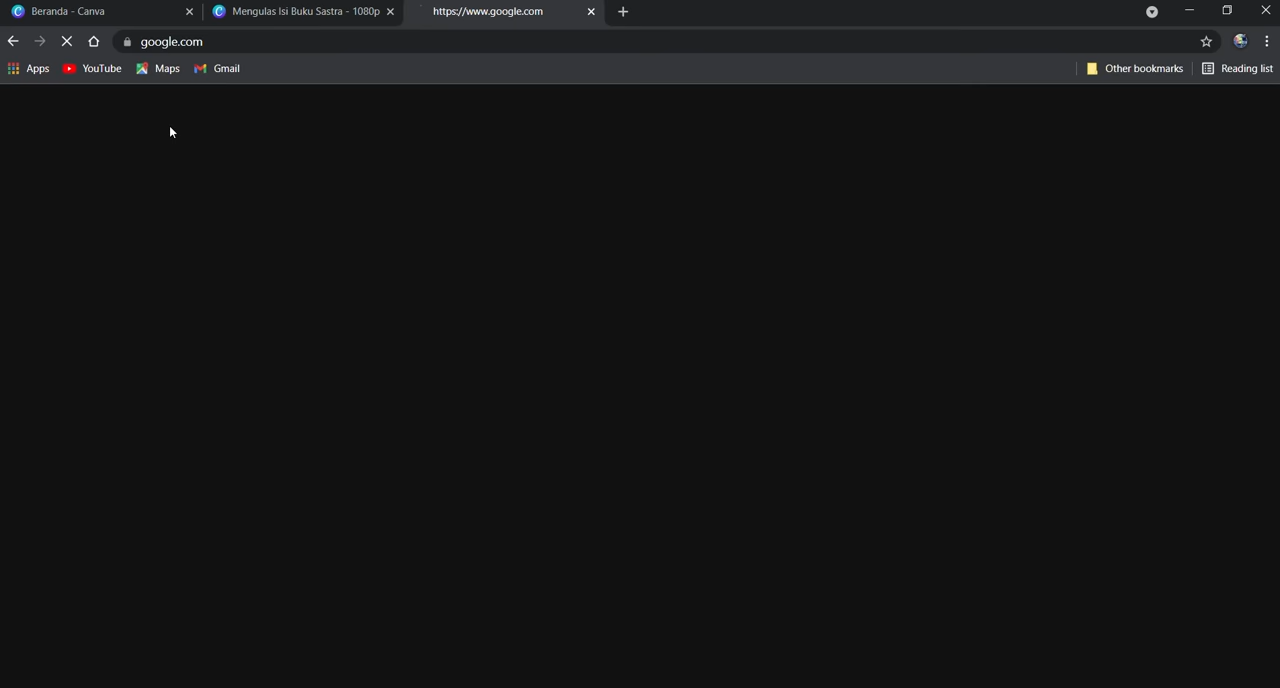 Beranda - Canva
Mengulas Isi Buku Sastra - 1080p
https://www.google.com
google.com
Apps
YouTube
Maps
Gmail
Other bookmarks
Reading list